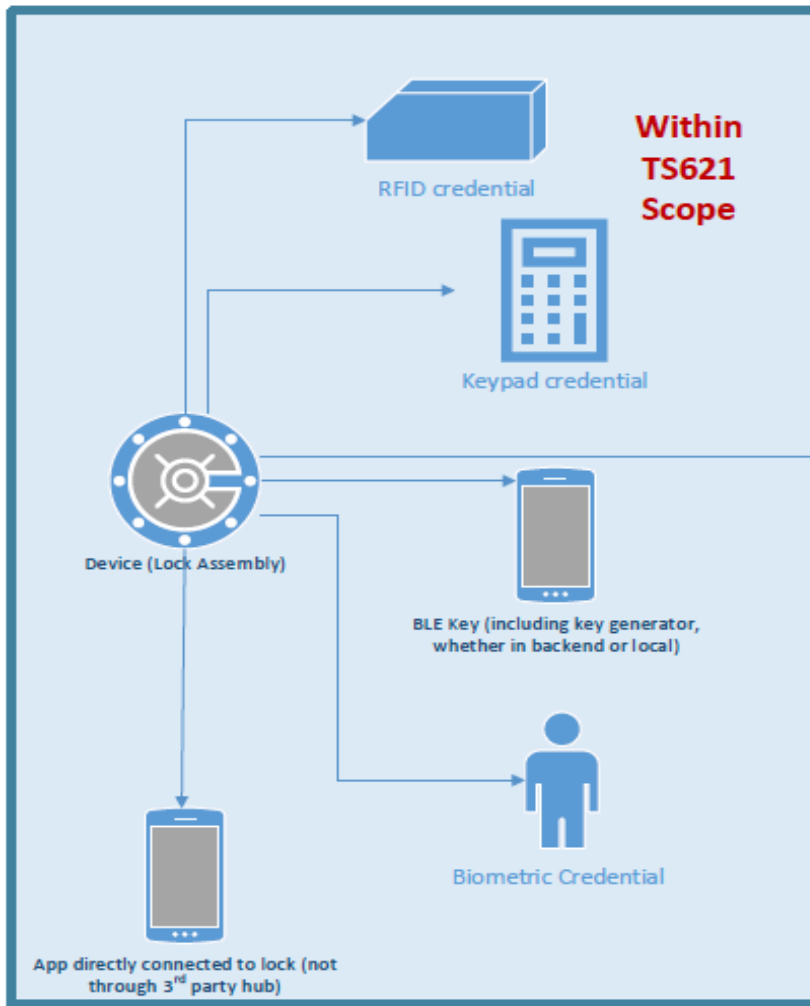 Within
TS621
Scope
RFID credential
Keypad credential
Device (Lock Assembly)
BLE Key (including key generator,
whether in backend or local)
Biometric Credential
App directly connected to lock (not
through 3rd party hub)